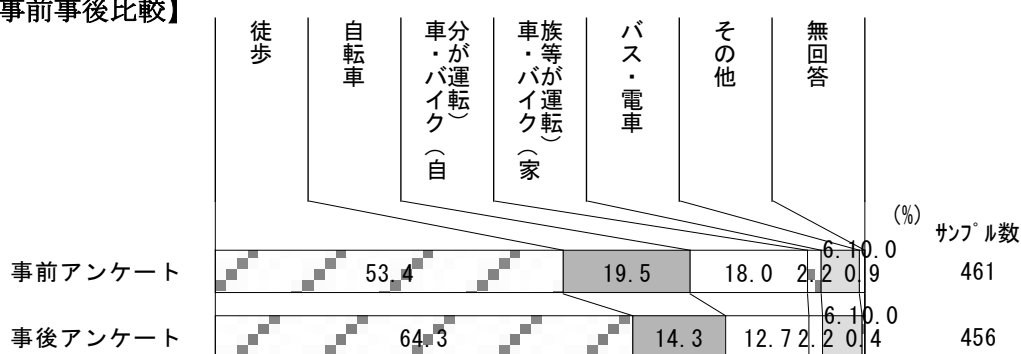 事前事後比較】
徒歩
自転車
車・バイク（自
分が運転）
車・バイク（家
族等が運転）
バス・電車
その他
無回答
(%)
ｻﾝﾌﾟﾙ数
事前アンケート 53.4 19.5 18.0 2.2 6.1 0.9 0.0 461
事後アンケート 64.3 14.3 12.7 2.2 6.1 0.4 0.0 456